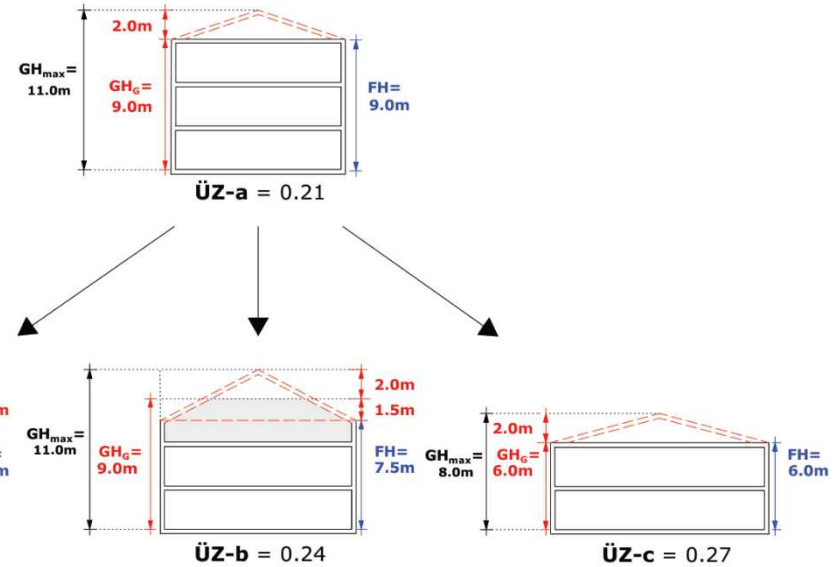 2.0m
GHmax=
11.0m
GHG=
9.0m
FH=
9.0m
ÜZ-a = 0.21
2.0m
1.5m
GHmax=
11.0m
GHG=
9.0m
FH=
7.5m
ÜZ-b = 0.24
2.0m
GHmax=
8.0m
GHG=
6.0m
FH=
6.0m
ÜZ-c = 0.27
m
=
m